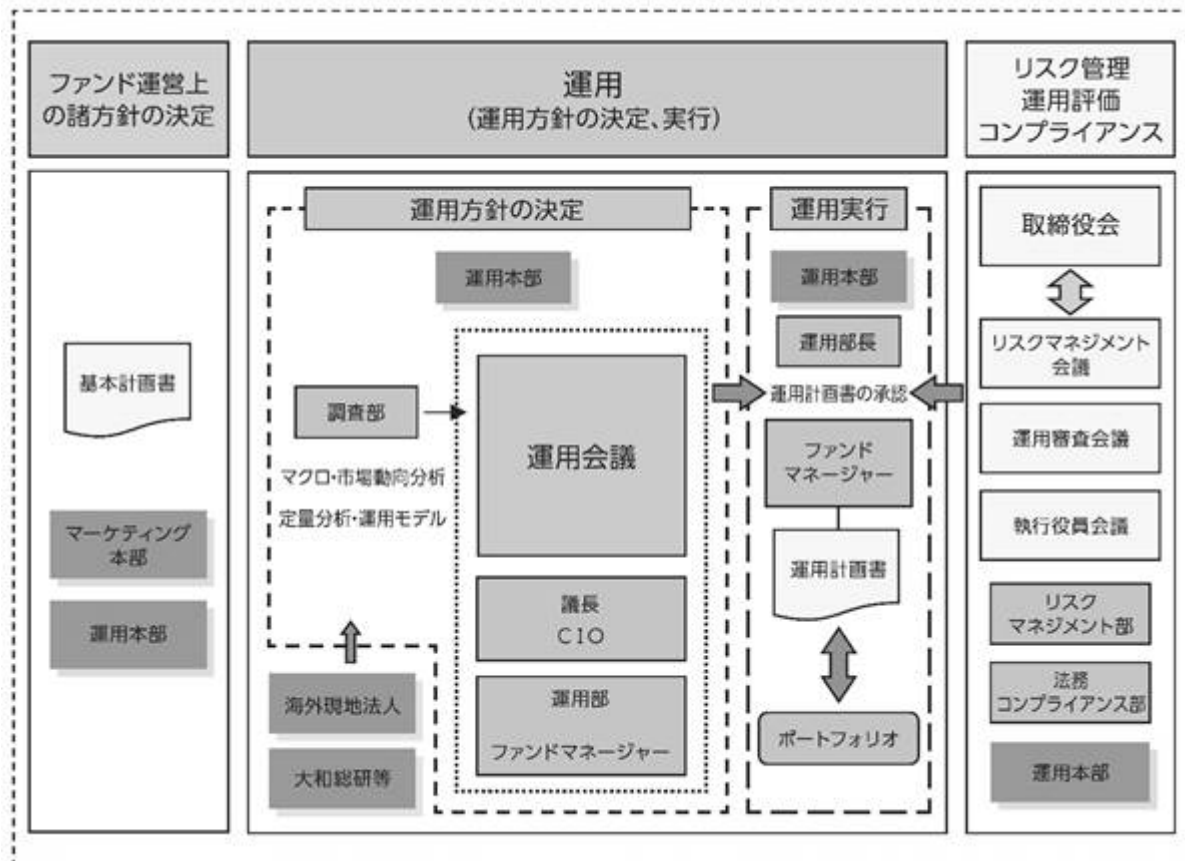 ファンド運営上
の諸方針の決定
運用
(運用方針の決定、実行)
リスク管理
運用評価
コンプライアンス
基本計画書
マーケティング
本部
運用本部
運用方針の決定
運用本部
調査部
マクロ・市場動向分析
定量分析・運用モデル
運用会議
議長
CIO
運用部
ファンドマネージャー
海外現地法人
大和総研等
運用実行
運用本部
運用部長
運用計画書の承認
ファンド
マネージャー
運用計画書
ポートフォリオ
取締役会
リスクマネジメント
会議
運用審査会議
執行役員会議
リスク
マネジメント部
法務
コンプライアンス部
運用本部